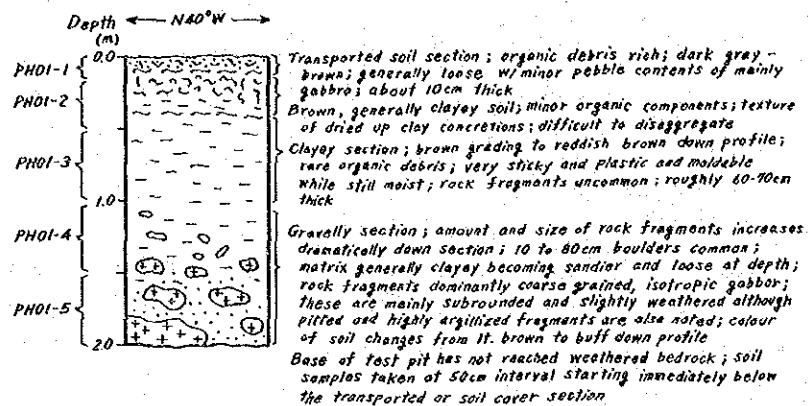 Depth
(m)
N40°W
0.0
PH01-1
PH01-2
PH01-3
1.0
PH01-4
PH01-5
2.0
Transported soil section ; organic debris rich ; dark gray -
brown ; generally loose w/minor pebble contents of mainly
gabbro ; about 10cm thick
Brown, generally clayey soil ; minor organic components ; texture
of dried up clay concretions ; difficult to disaggregate
Clayey section ; brown grading to reddish brown down profile ;
rare organic debris ; very sticky and plastic and moldable
while still moist ; rock fragments uncommon ; roughly 60-70cm
thick
Gravelly section ; amount and size of rock fragments increases
dramatically down section ; 10 to 80cm boulders common ;
matrix generally clayey becoming sandier and loose at depth ;
rock fragments dominantly coarse grained, isotropic gabbor ;
these are mainly subrounded and slightly weathered although
pitted and highly argillized fragments are also noted ; colour
of soil changes from lt. brown to buff down profile
Base of test pit has not reached weathered bedrock ; soil
samples taken at 50cm interval starting immediately below
the transported or soil cover section